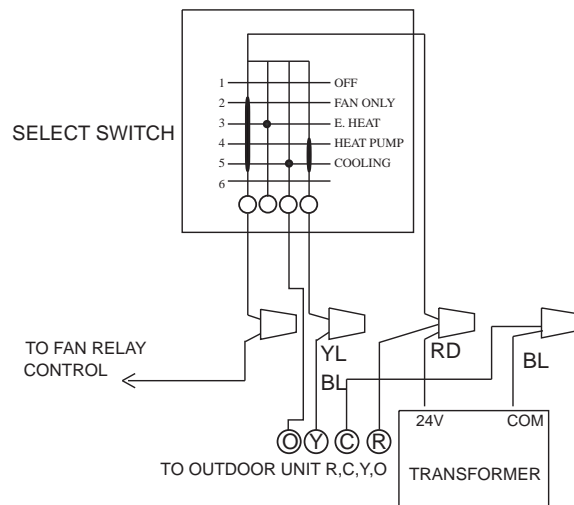 1 OFF
2 FAN ONLY
3 E. HEAT
4 HEAT PUMP
5 COOLING
6
SELECT SWITCH
TO FAN RELAY
CONTROL
YL
BL
RD
BL
O Y C R
24V COM
TO OUTDOOR UNIT R,C,Y,O
TRANSFORMER